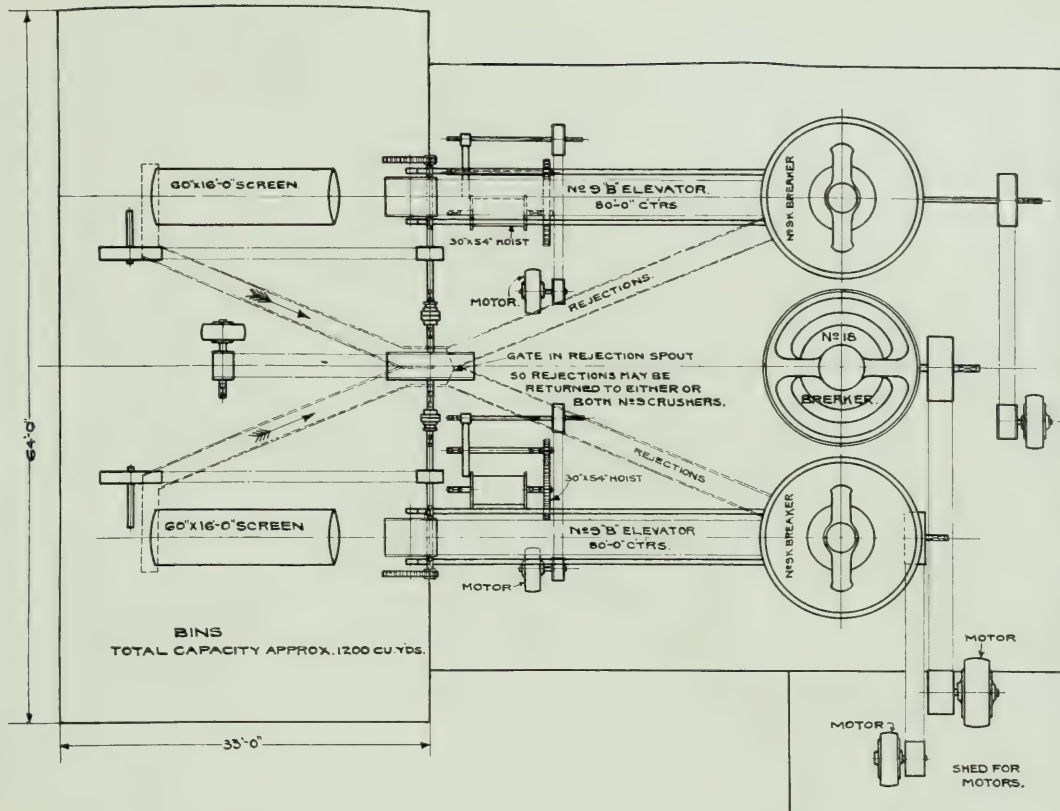 60"X16'-0" SCREEN.
Nº 9 "B" ELEVATOR.
80'-0" CTRS
Nº 9K BREAKER
30"X54" HOIST
MOTOR.
REJECTIONS.
64'-0"
GATE IN REJECTION SPOUT
SO REJECTIONS MAY BE
RETURNED TO EITHER OR
BOTH Nº 9 CRUSHERS.
Nº 18
BREAKER.
REJECTIONS
30"X54" HOIST
60"X16'-0" SCREEN
Nº 9 "B" ELEVATOR
80'-0" CTRS.
Nº 9K BREAKER
MOTOR
BINS
TOTAL CAPACITY APPROX. 1200 CU. YDS.
MOTOR
MOTOR
33'-0"
SHED FOR
MOTORS.